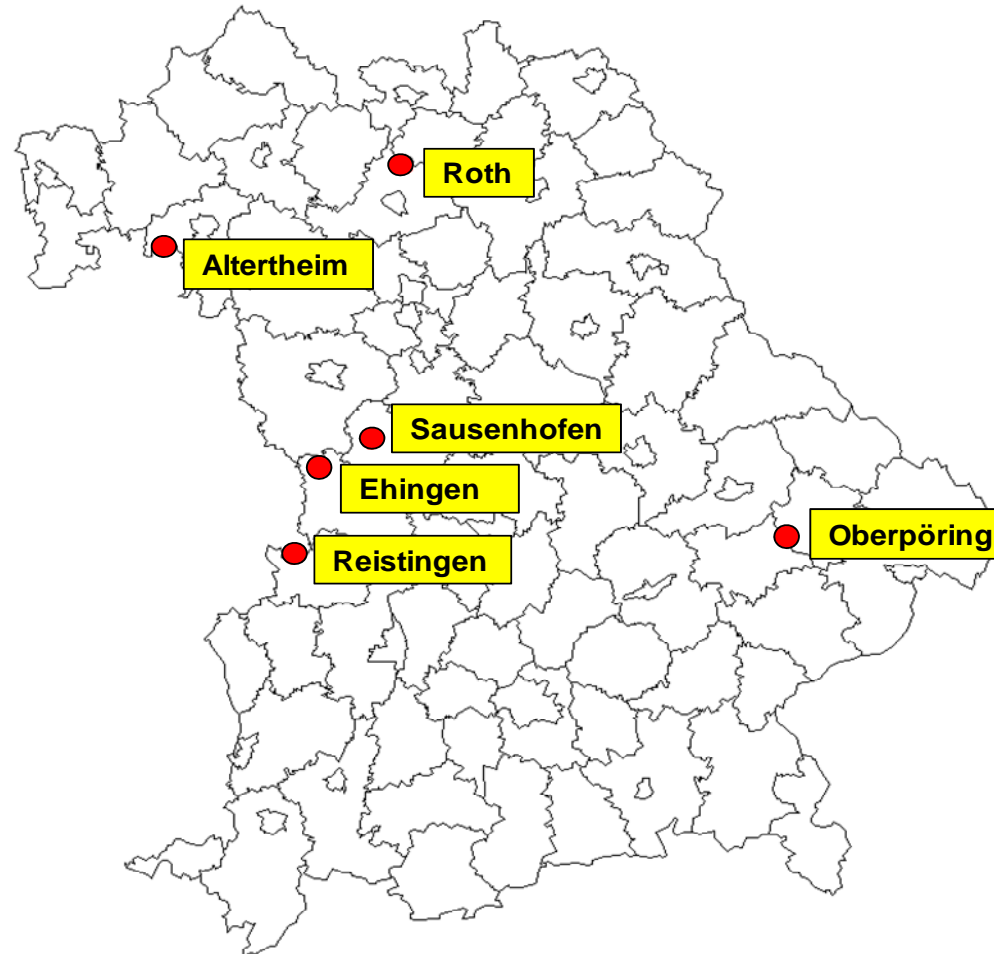 Roth
Altertheim
Sausenhofen
Ehingen
Oberpöring
Reistingen